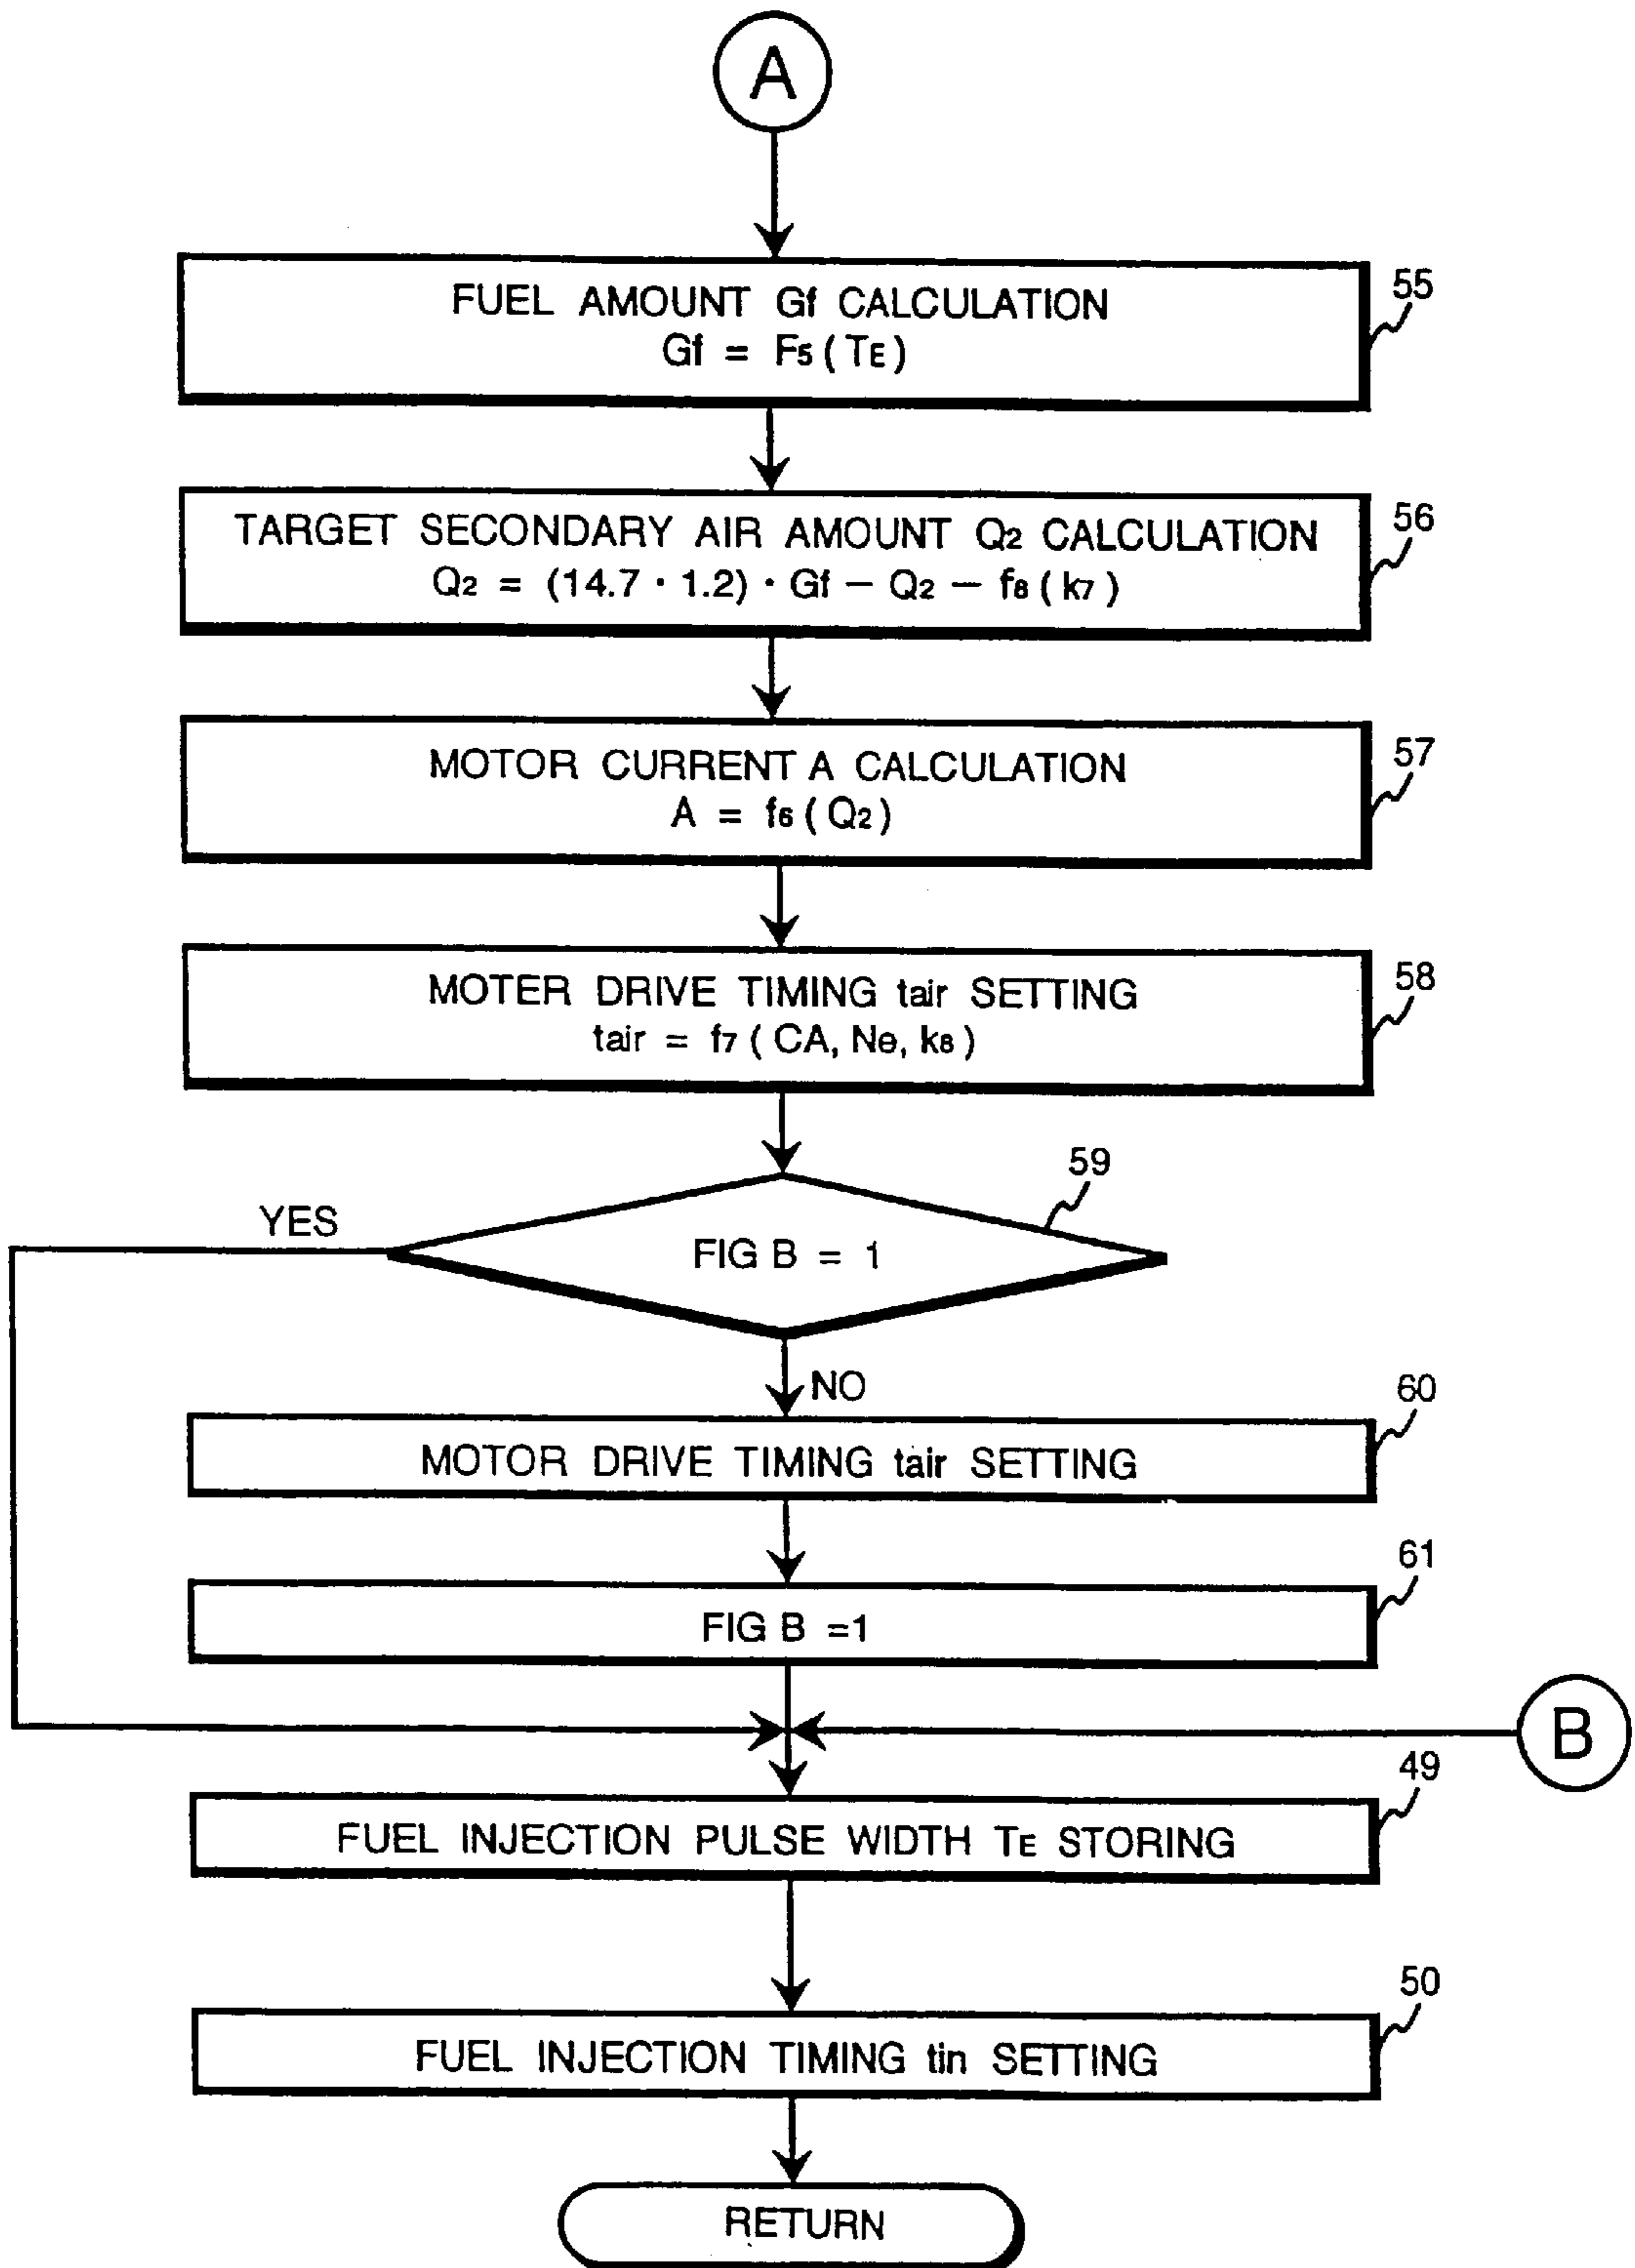 A
FUEL AMOUNT Gf CALCULATION
Gf = F5 ( TE )
55
TARGET SECONDARY AIR AMOUNT Q2 CALCULATION
Q2 = (14.7 · 1.2) · Gf − Q2 − f8 ( k7 )
56
MOTOR CURRENT A CALCULATION
A = f6 ( Q2 )
57
MOTER DRIVE TIMING tair SETTING
tair = f7 ( CA, Ne, k8 )
58
59
YES
FIG B = 1
NO
60
MOTOR DRIVE TIMING tair SETTING
61
FIG B =1
B
49
FUEL INJECTION PULSE WIDTH TE STORING
50
FUEL INJECTION TIMING tin SETTING
RETURN